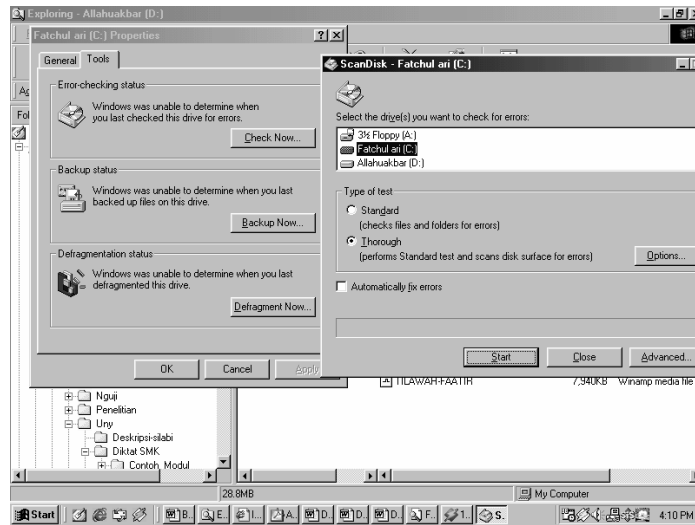 Exploring - Allahuakbar (D:)
Fatchul ari (C:) Properties
General
Tools
Error-checking status
Windows was unable to determine when
you last checked this drive for errors.
Check Now...
Backup status
Windows was unable to determine when you last
backed up files on this drive.
Backup Now...
Defragmentation status
Windows was unable to determine when you last
defragmented this drive.
Defragment Now...
OK
Cancel
Apply
ScanDisk - Fatchul ari (C:)
Select the drive(s) you want to check for errors:
3½ Floppy (A:)
Fatchul ari (C:)
Allahuakbar (D:)
Type of test
Standard
(checks files and folders for errors)
Thorough
(performs Standard test and scans disk surface for errors)
Options...
Automatically fix errors
Start
Close
Advanced...
TILAWAH-FAATIR 7,940KB Winamp media file
Nguji
Penelitian
Uny
Deskripsi-silabi
Diktat SMK
Contoh Modul
28.8MB
My Computer
Start
B..
E..
I...
A..
D..
D..
D..
F..
1..
S..
4:10 PM